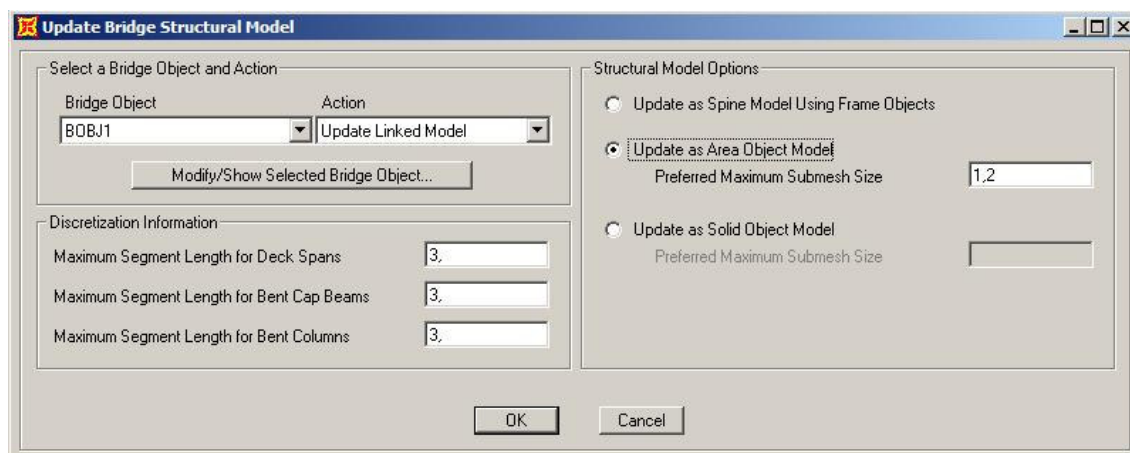 Update Bridge Structural Model
Select a Bridge Object and Action
Bridge Object Action
BOBJ1 Update Linked Model
Modify/Show Selected Bridge Object...
Discretization Information
Maximum Segment Length for Deck Spans 3,
Maximum Segment Length for Bent Cap Beams 3,
Maximum Segment Length for Bent Columns 3,
Structural Model Options
Update as Spine Model Using Frame Objects
Update as Area Object Model
Preferred Maximum Submesh Size 1,2
Update as Solid Object Model
Preferred Maximum Submesh Size
OK Cancel